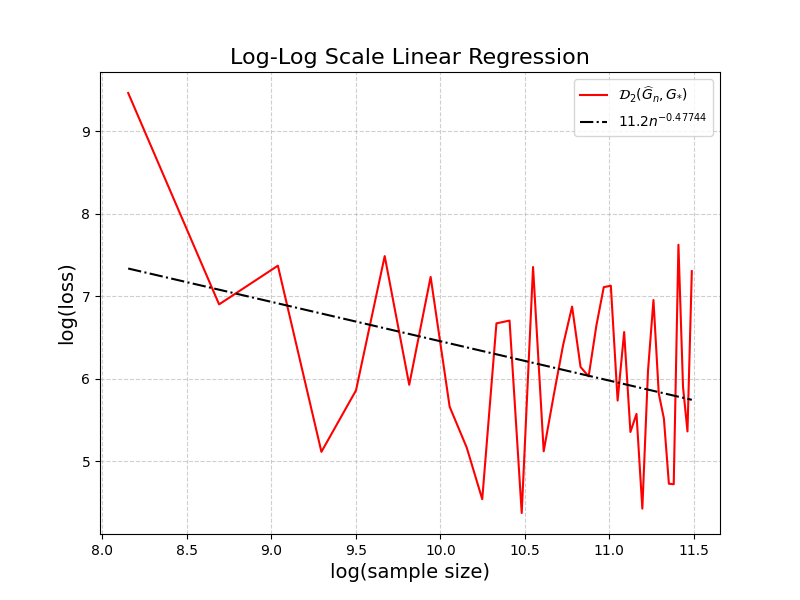 Log-Log Scale Linear Regression
𝒟₂(Ĝₙ, G*)
11.2n^−0.47744
log(loss)
9
8
7
6
5
8.0 8.5 9.0 9.5 10.0 10.5 11.0 11.5
log(sample size)